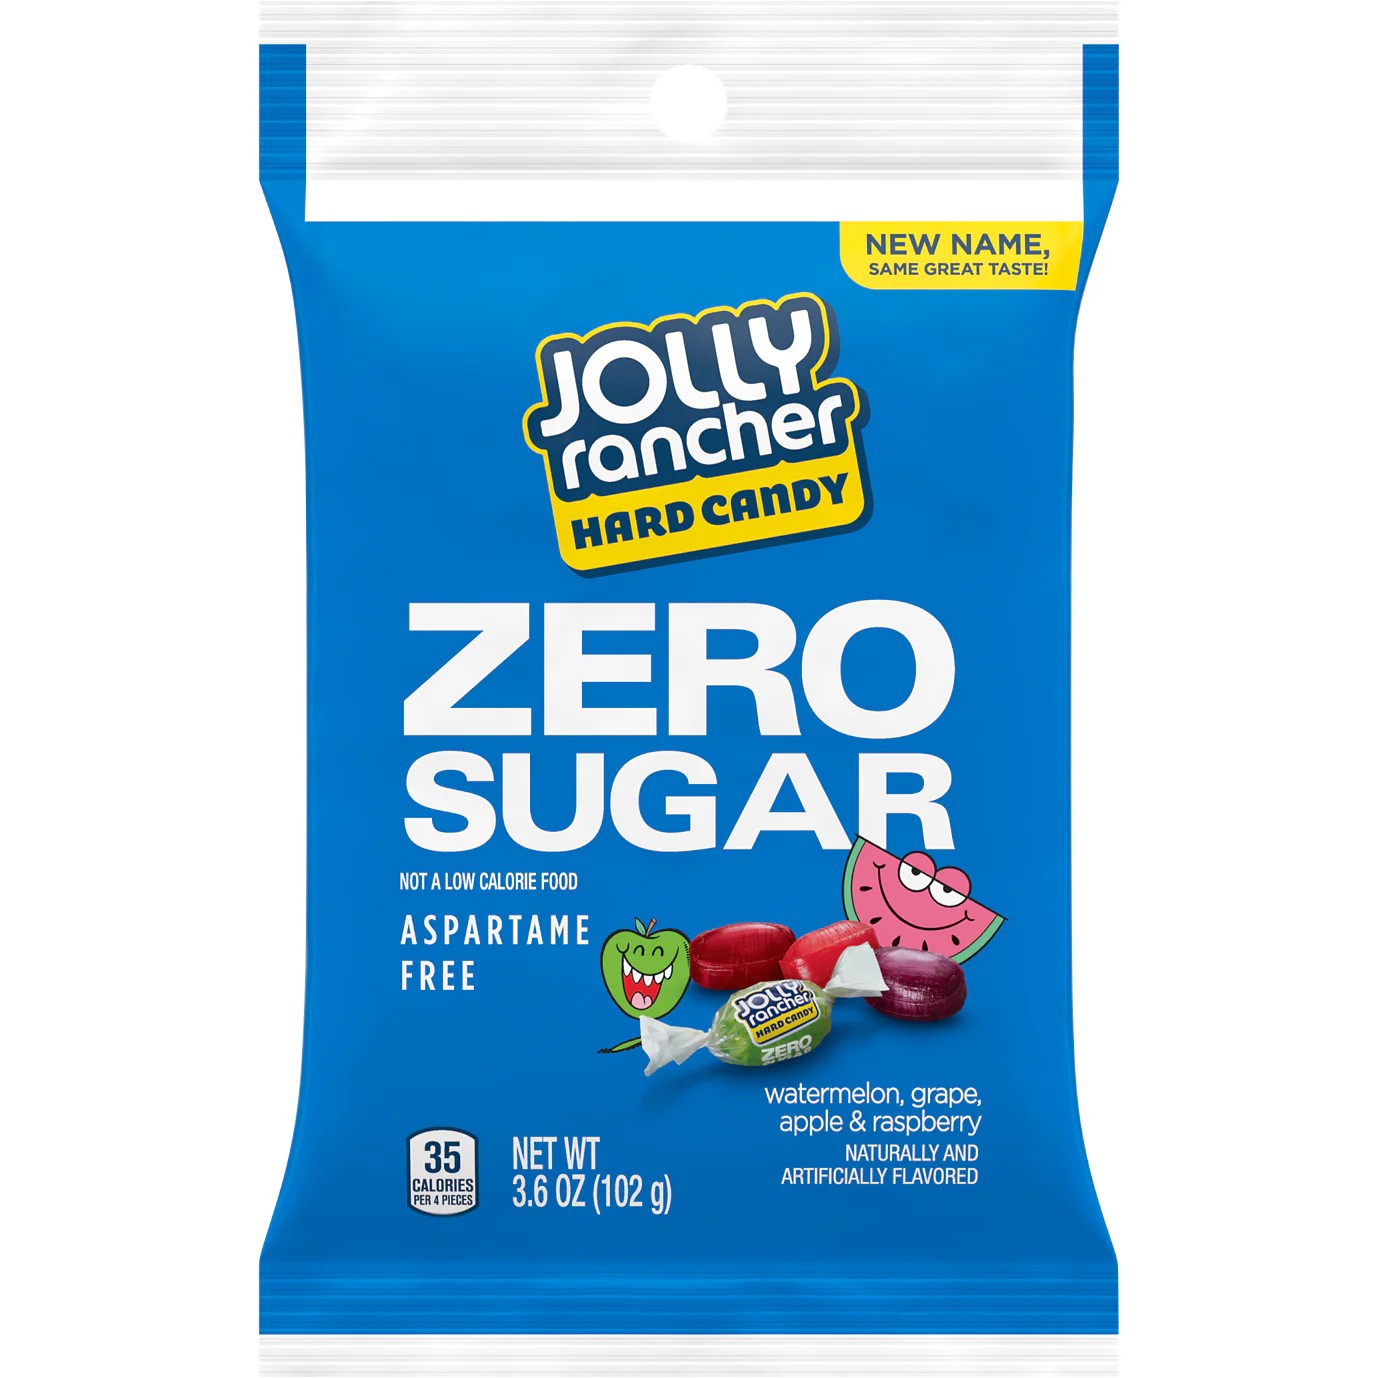 NEW NAME,
SAME GREAT TASTE!
JOLLY
rancher
HARD CANDY
ZERO
SUGAR
NOT A LOW CALORIE FOOD
ASPARTAME
FREE
JOLLY
rancher
HARD CANDY
ZERO
SUGAR
watermelon, grape,
apple & raspberry
NATURALLY AND
ARTIFICIALLY FLAVORED
35
CALORIES
PER 4 PIECES
NET WT
3.6 OZ (102 g)